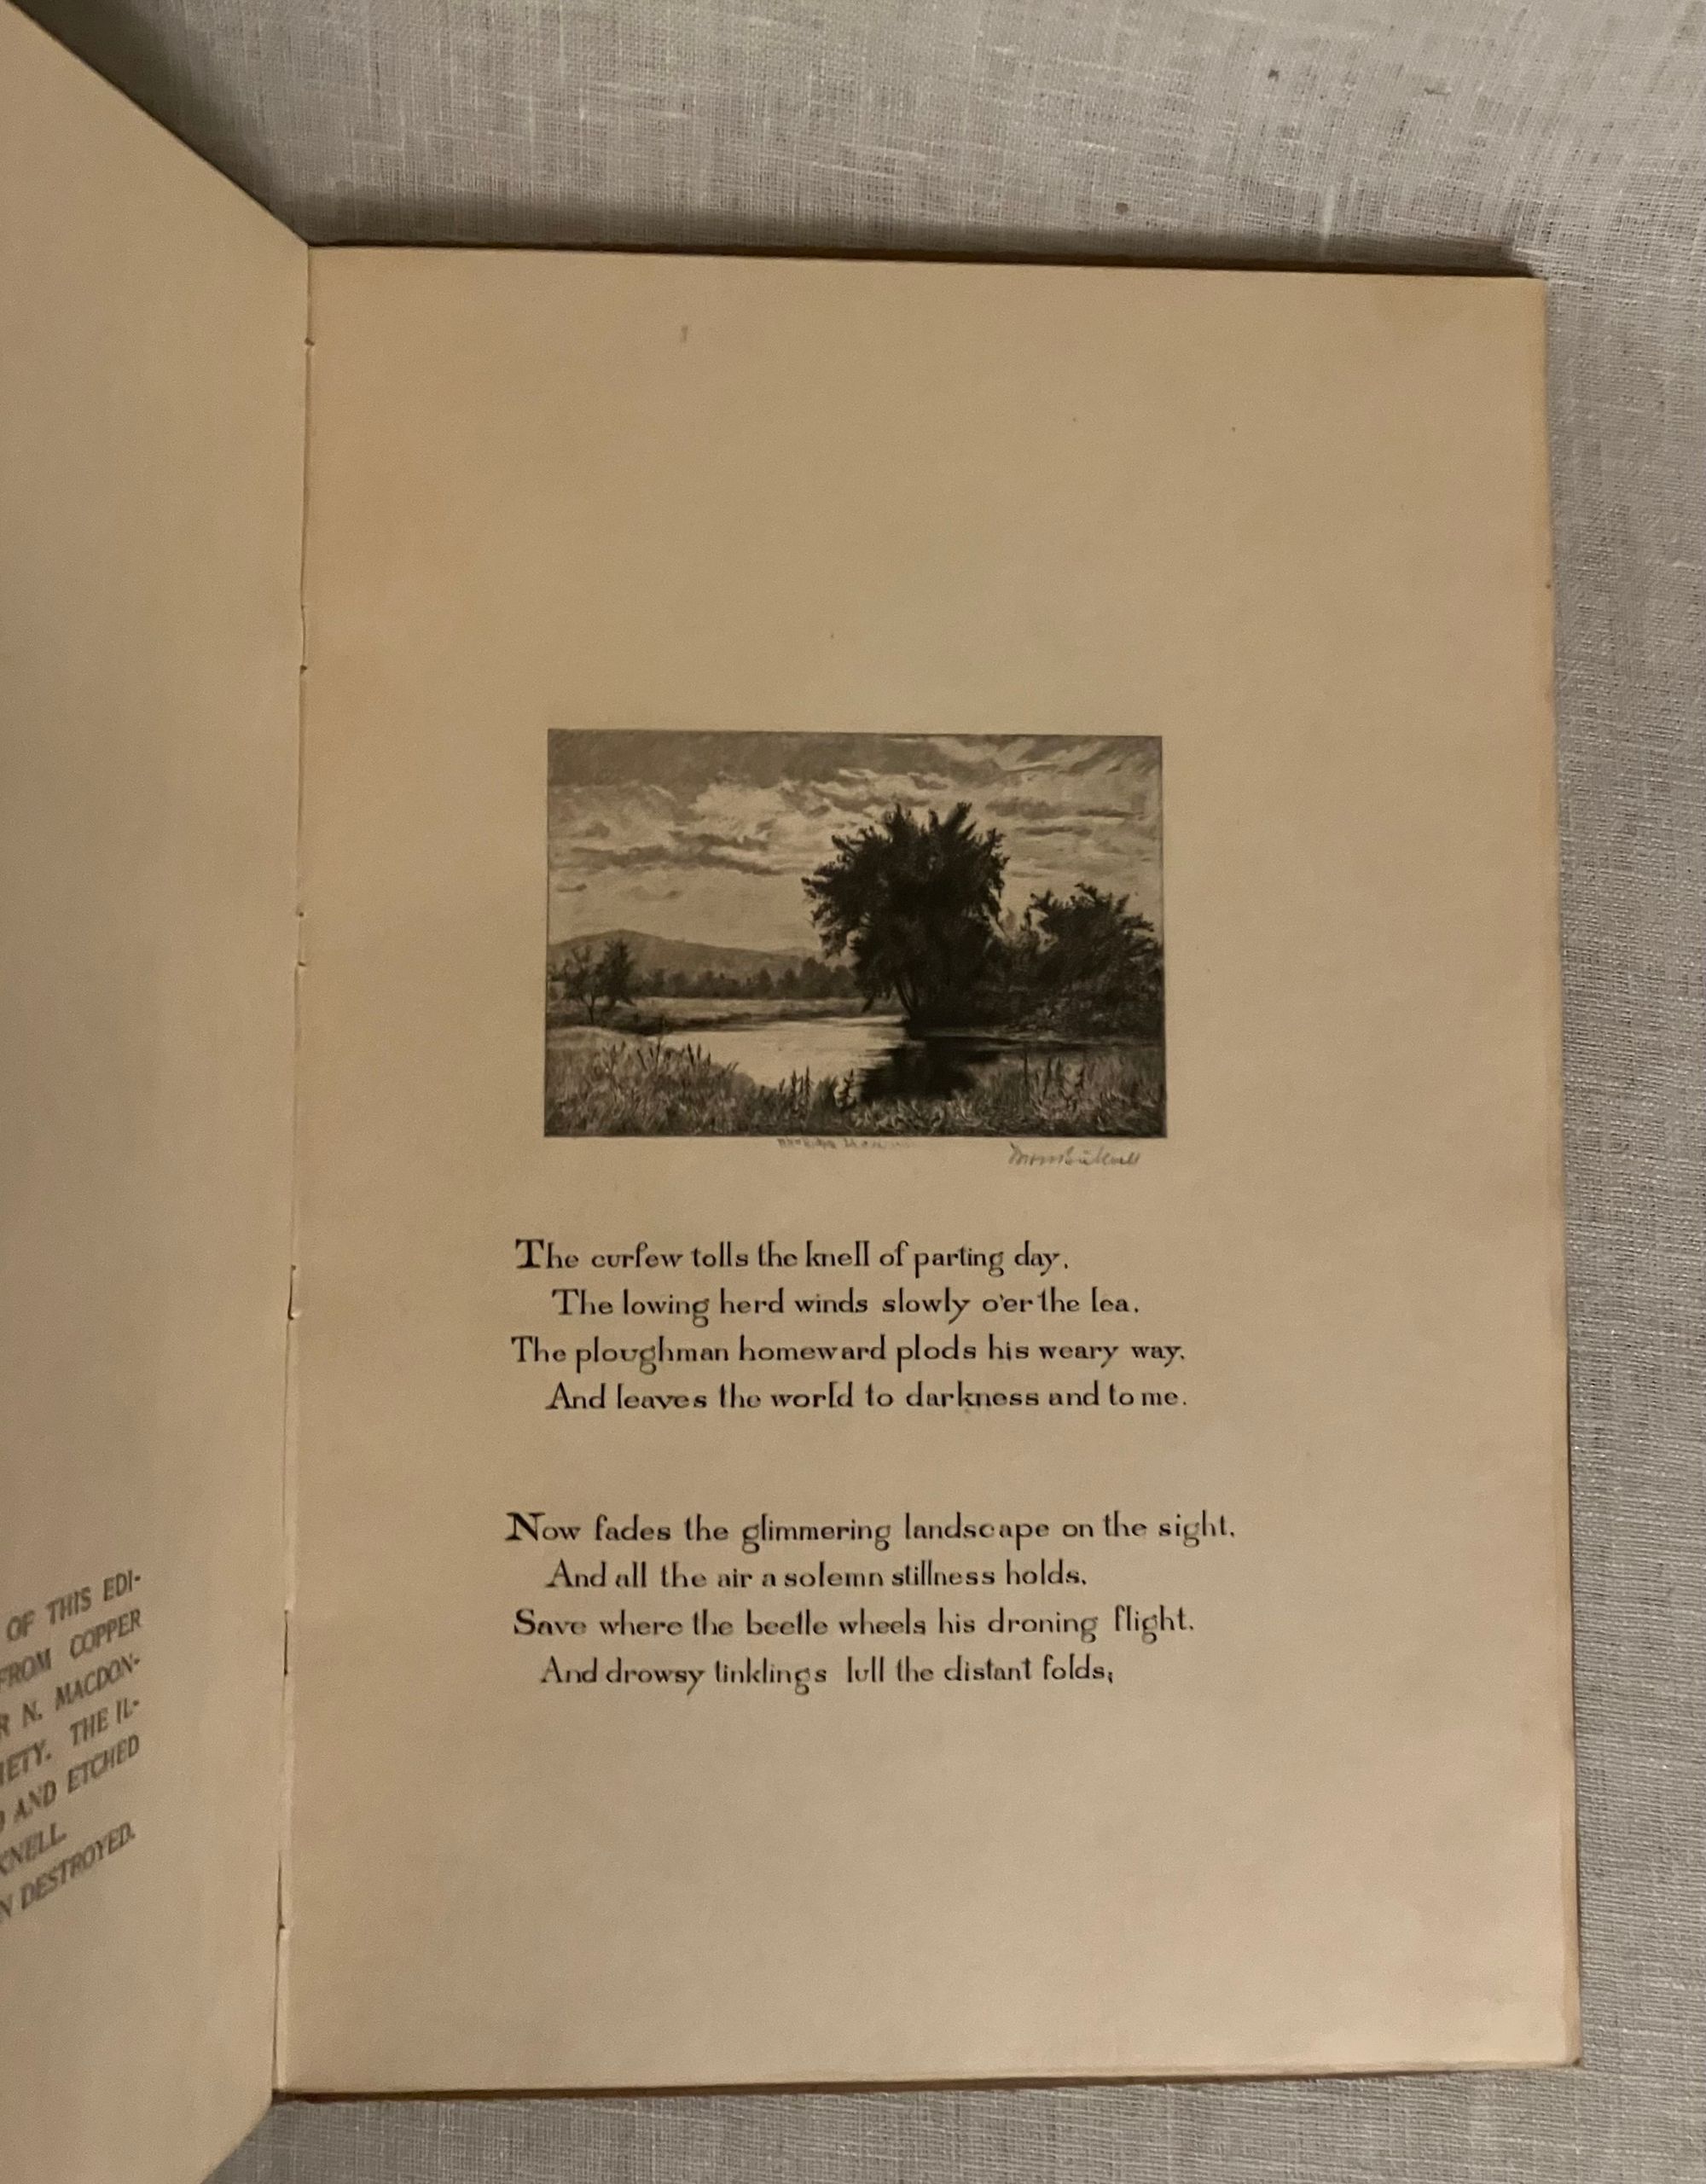 OF THIS EDI-
FROM COPPER
R N. MACDON-
IETY. THE IL-
AND ETCHED
KNELL.
N DESTROYED.
The curfew tolls the knell of parting day,
The lowing herd winds slowly o'er the lea,
The ploughman homeward plods his weary way,
And leaves the world to darkness and to me.
Now fades the glimmering landscape on the sight,
And all the air a solemn stillness holds,
Save where the beetle wheels his droning flight,
And drowsy tinklings lull the distant folds;